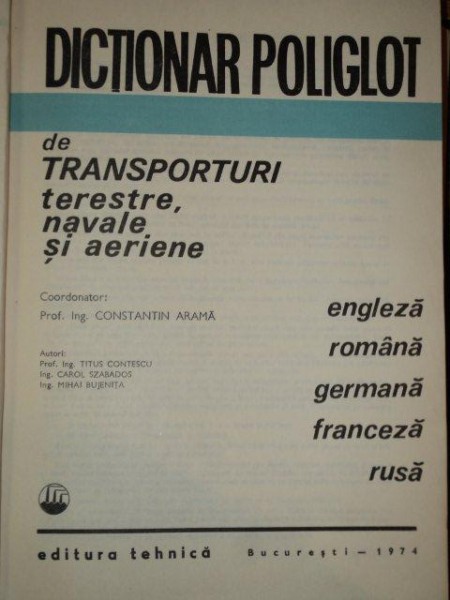 DICȚIONAR POLIGLOT
de
TRANSPORTURI
terestre,
navale
și aeriene
Coordonator:
Prof. Ing. CONSTANTIN ARAMĂ
Autori:
Prof. Ing. TITUS CONTESCU
Ing. CAROL SZABADOS
Ing. MIHAI BUJENIȚA
engleză
română
germană
franceză
rusă
editura tehnică București — 1974